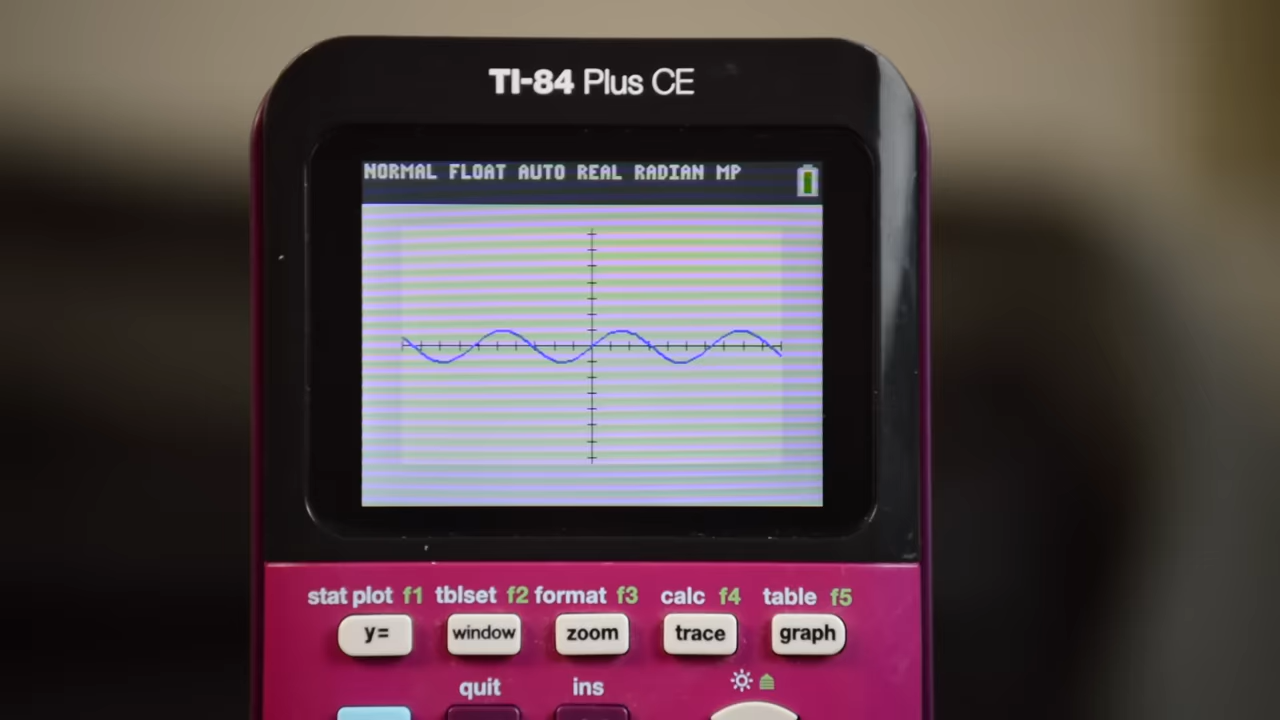 TI-84 Plus CE
NORMAL FLOAT AUTO REAL RADIAN MP
stat plot f1 tblset f2 format f3 calc f4 table f5
y= window zoom trace graph
quit ins